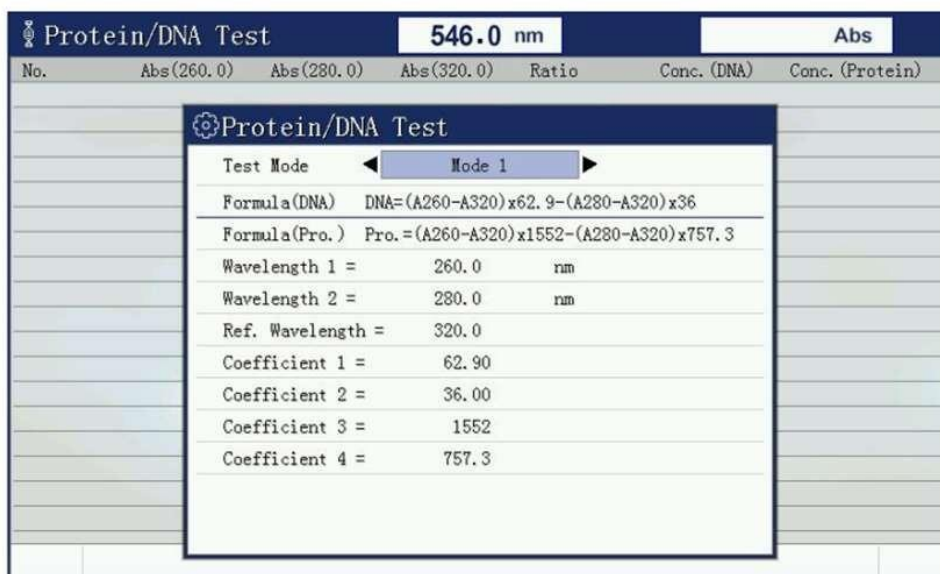 Protein/DNA Test 546.0 nm Abs
No. Abs(260.0) Abs(280.0) Abs(320.0) Ratio Conc.(DNA) Conc.(Protein)
Protein/DNA Test
Test Mode ◀ Mode 1 ▶
Formula(DNA) DNA=(A260-A320)x62.9-(A280-A320)x36
Formula(Pro.) Pro.=(A260-A320)x1552-(A280-A320)x757.3
Wavelength 1 = 260.0 nm
Wavelength 2 = 280.0 nm
Ref. Wavelength = 320.0
Coefficient 1 = 62.90
Coefficient 2 = 36.00
Coefficient 3 = 1552
Coefficient 4 = 757.3